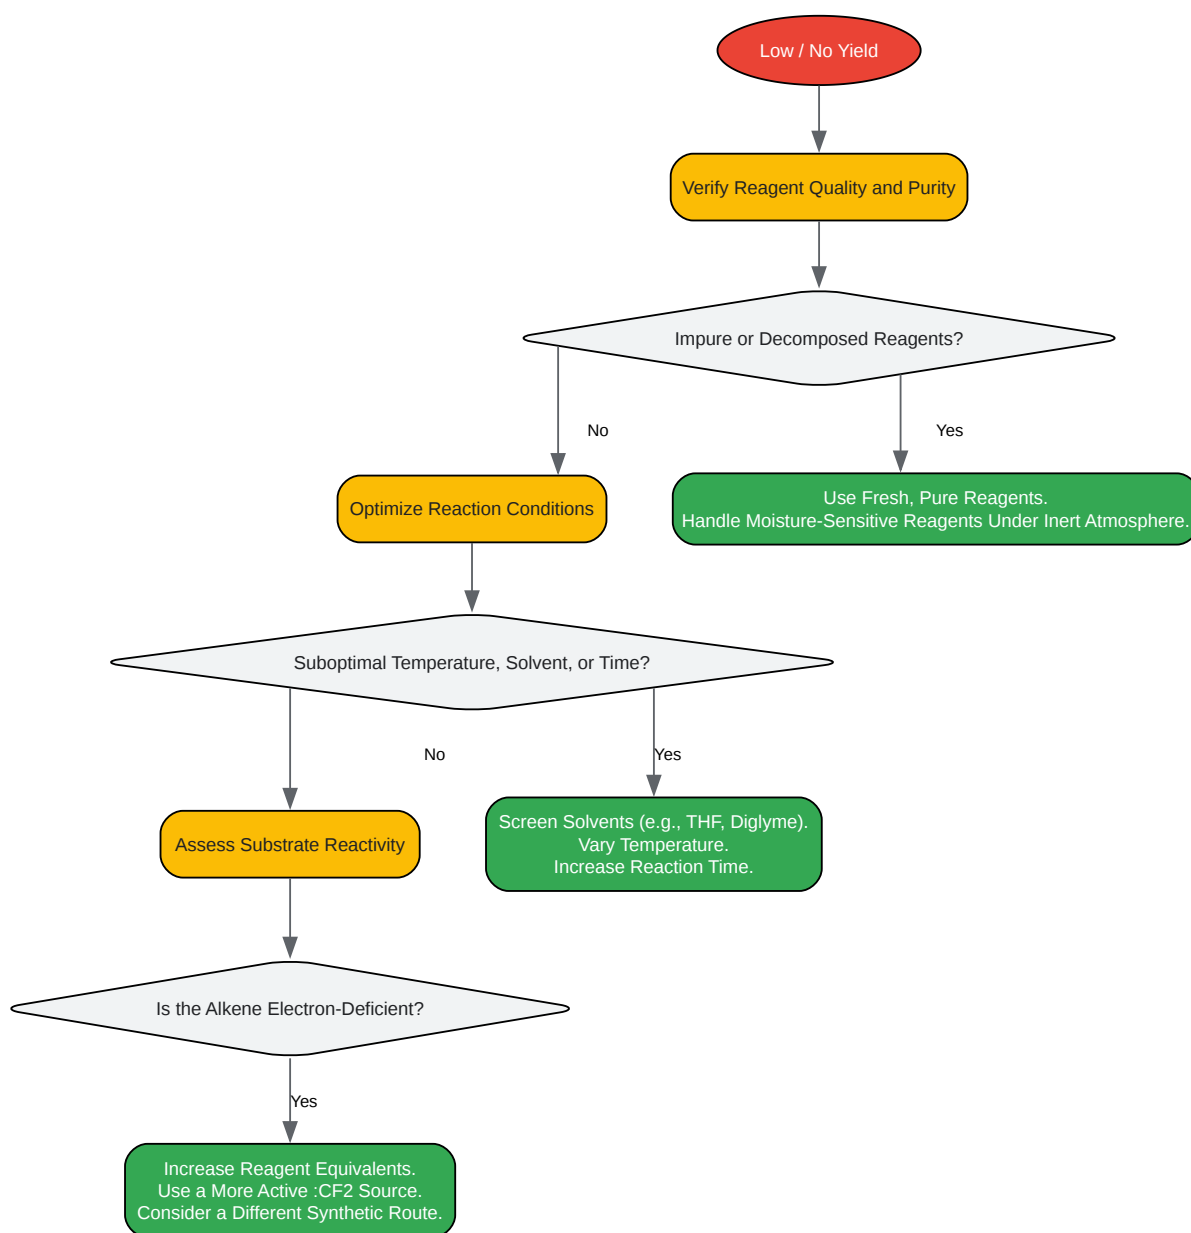 Low / No Yield
Verify Reagent Quality and Purity
Impure or Decomposed Reagents?
No
Yes
Optimize Reaction Conditions
Use Fresh, Pure Reagents.
Handle Moisture-Sensitive Reagents Under Inert Atmosphere.
Suboptimal Temperature, Solvent, or Time?
No
Yes
Assess Substrate Reactivity
Screen Solvents (e.g., THF, Diglyme).
Vary Temperature.
Increase Reaction Time.
Is the Alkene Electron-Deficient?
Yes
Increase Reagent Equivalents.
Use a More Active :CF2 Source.
Consider a Different Synthetic Route.